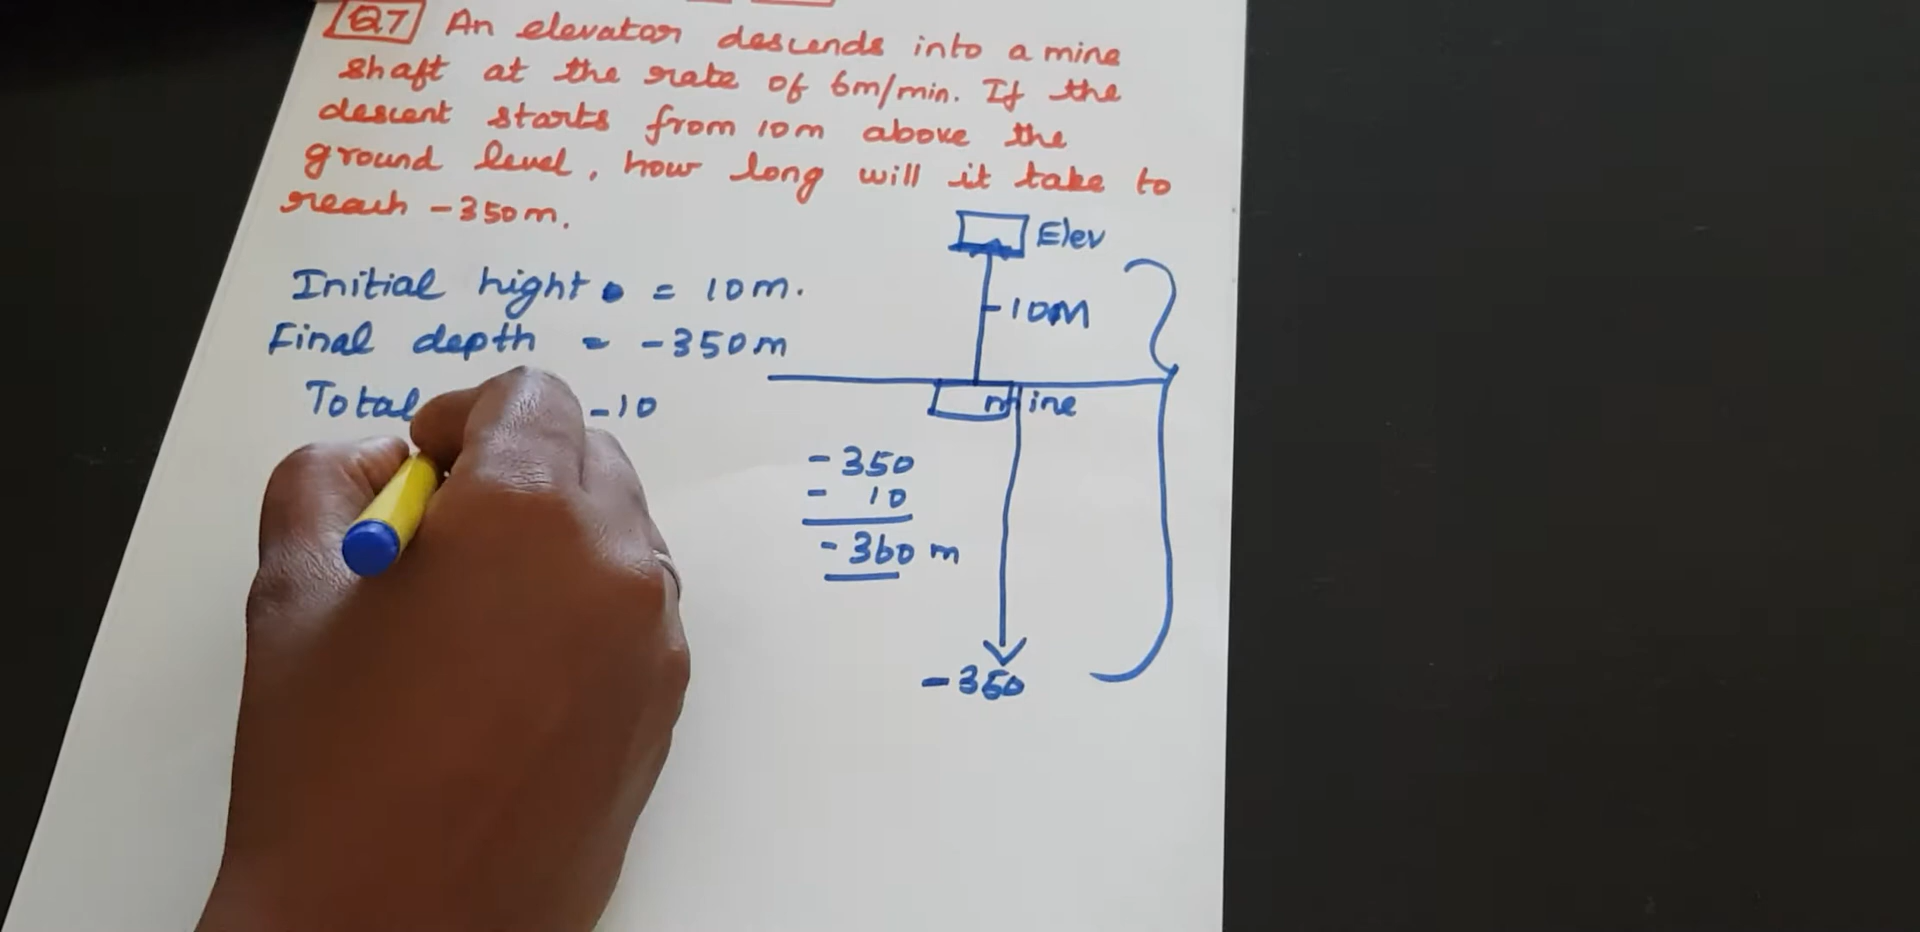 Q7 An elevator descends into a mine
shaft at the rate of 6m/min. If the
descent starts from 10m above the
ground level, how long will it take to
reach -350m.
Elev
Initial hight = 10m.
10M
Final depth = -350m
Total -10
Mine
-350
- 10
-360 m
-350